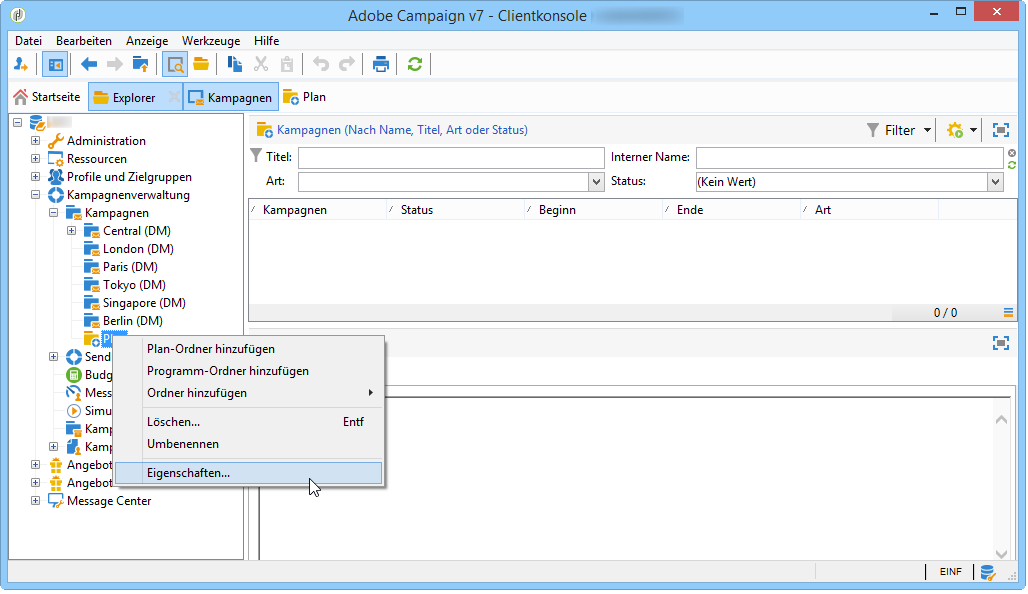 Adobe Campaign v7 - Clientkonsole
Datei Bearbeiten Anzeige Werkzeuge Hilfe
Startseite Explorer Kampagnen Plan
Administration
Ressourcen
Profile und Zielgruppen
Kampagnenverwaltung
Kampagnen
Central (DM)
London (DM)
Paris (DM)
Tokyo (DM)
Singapore (DM)
Berlin (DM)
Send
Budg
Mess
Simu
Kamp
Kamp
Angebot
Angebot
Message Center
Plan-Ordner hinzufügen
Programm-Ordner hinzufügen
Ordner hinzufügen
Löschen... Entf
Umbenennen
Eigenschaften...
Kampagnen (Nach Name, Titel, Art oder Status) Filter
Titel: Interner Name:
Art: Status: (Kein Wert)
Kampagnen Status Beginn Ende Art
0 / 0
EINF